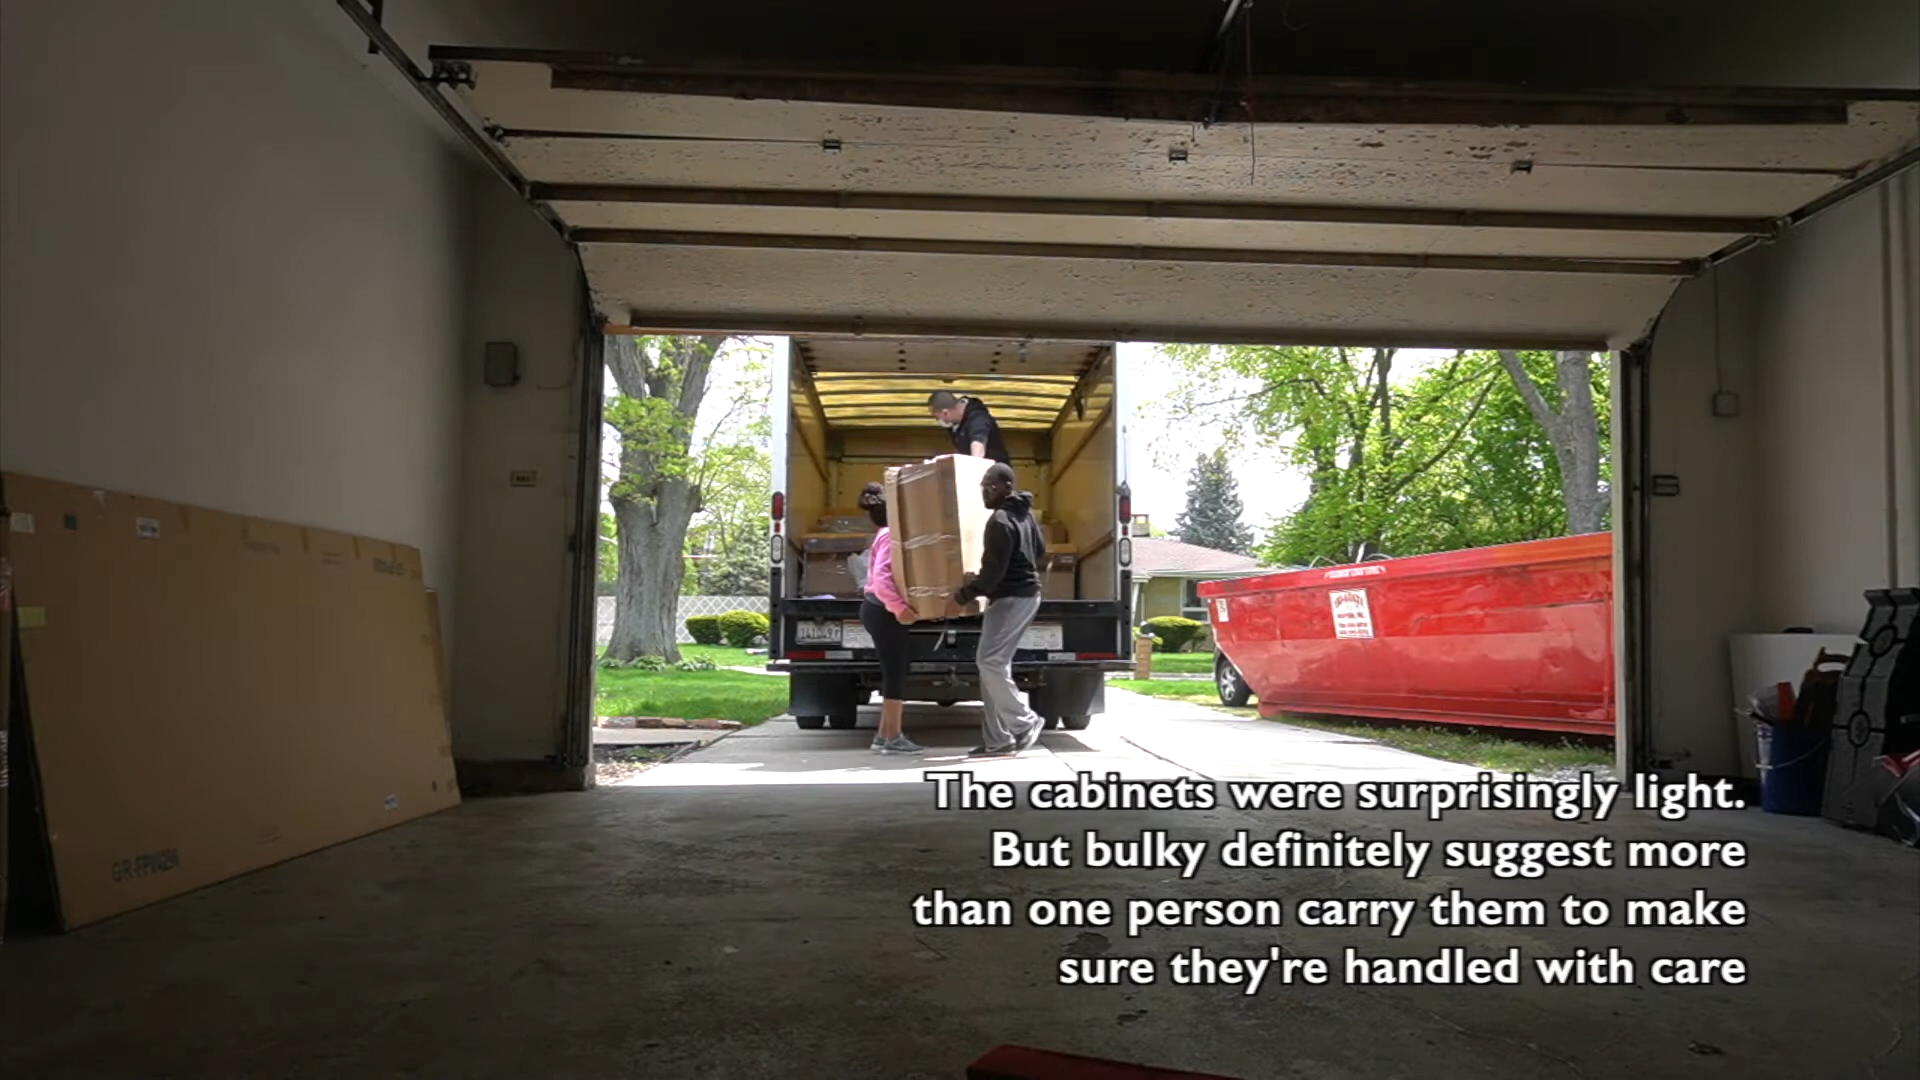 The cabinets were surprisingly light.
But bulky definitely suggest more
than one person carry them to make
sure they're handled with care